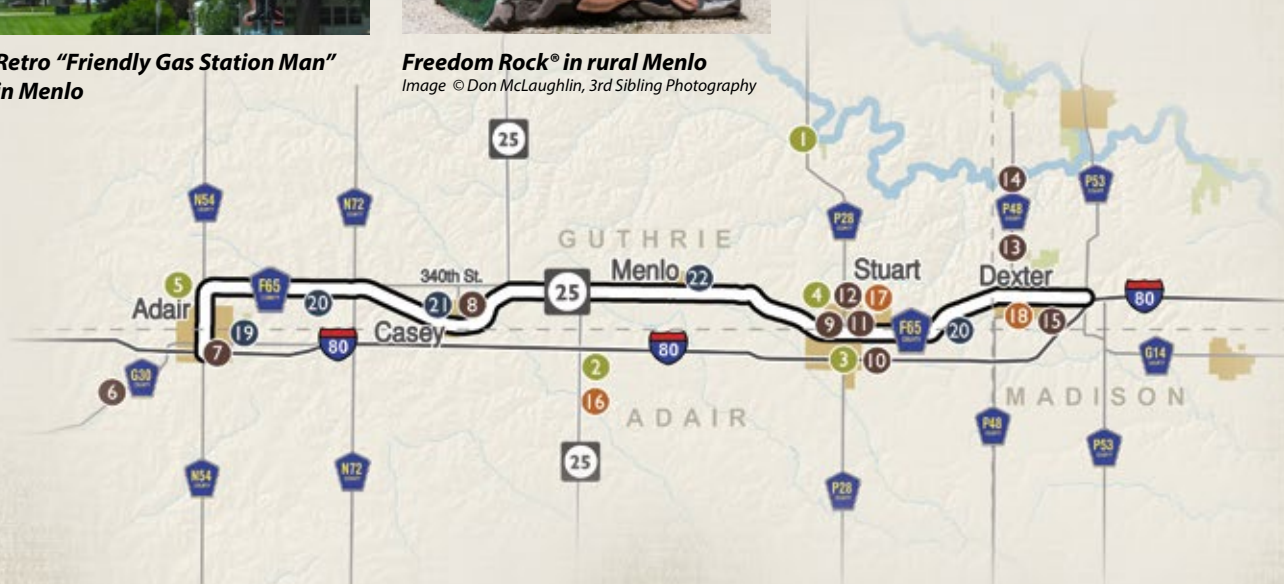 Retro “Friendly Gas Station Man”
in Menlo
Freedom Rock® in rural Menlo
Image © Don McLaughlin, 3rd Sibling Photography
25
1
14
N54
N72
P28
P48
P53
13
GUTHRIE
5
Adair
F65
20
340th St.
21
8
Casey
25
Menlo
22
Stuart
4
12
17
9
11
F65
20
Dexter
18
15
80
19
7
80
80
3
10
G14
6
G30
2
16
ADAIR
MADISON
N54
N72
25
P28
P48
P53